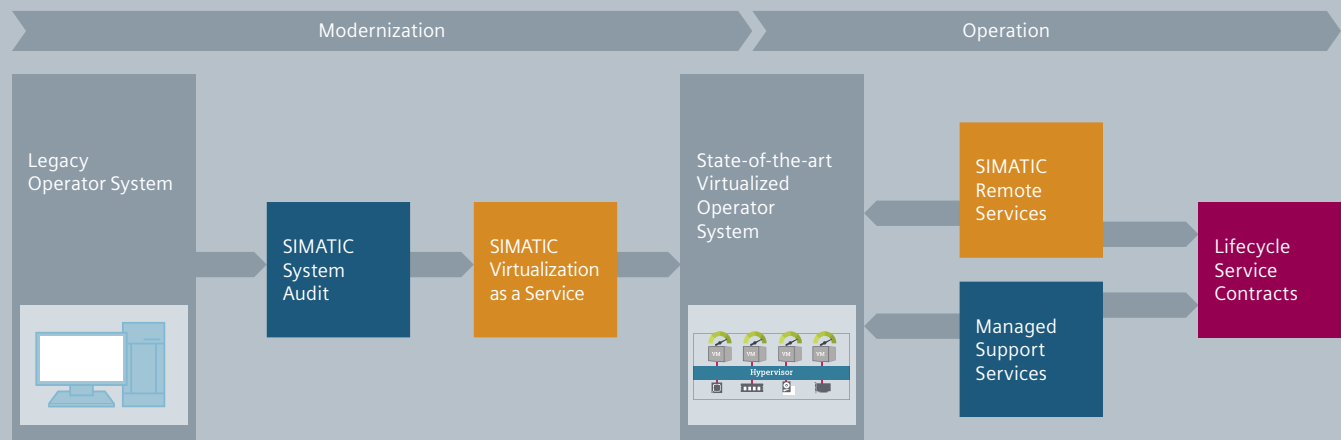 Modernization
Operation
Legacy
Operator System
SIMATIC
System
Audit
SIMATIC
Virtualization
as a Service
State-of-the-art
Virtualized
Operator
System
VM
VM
VM
VM
Hypervisor
SIMATIC
Remote
Services
Managed
Support
Services
Lifecycle
Service
Contracts